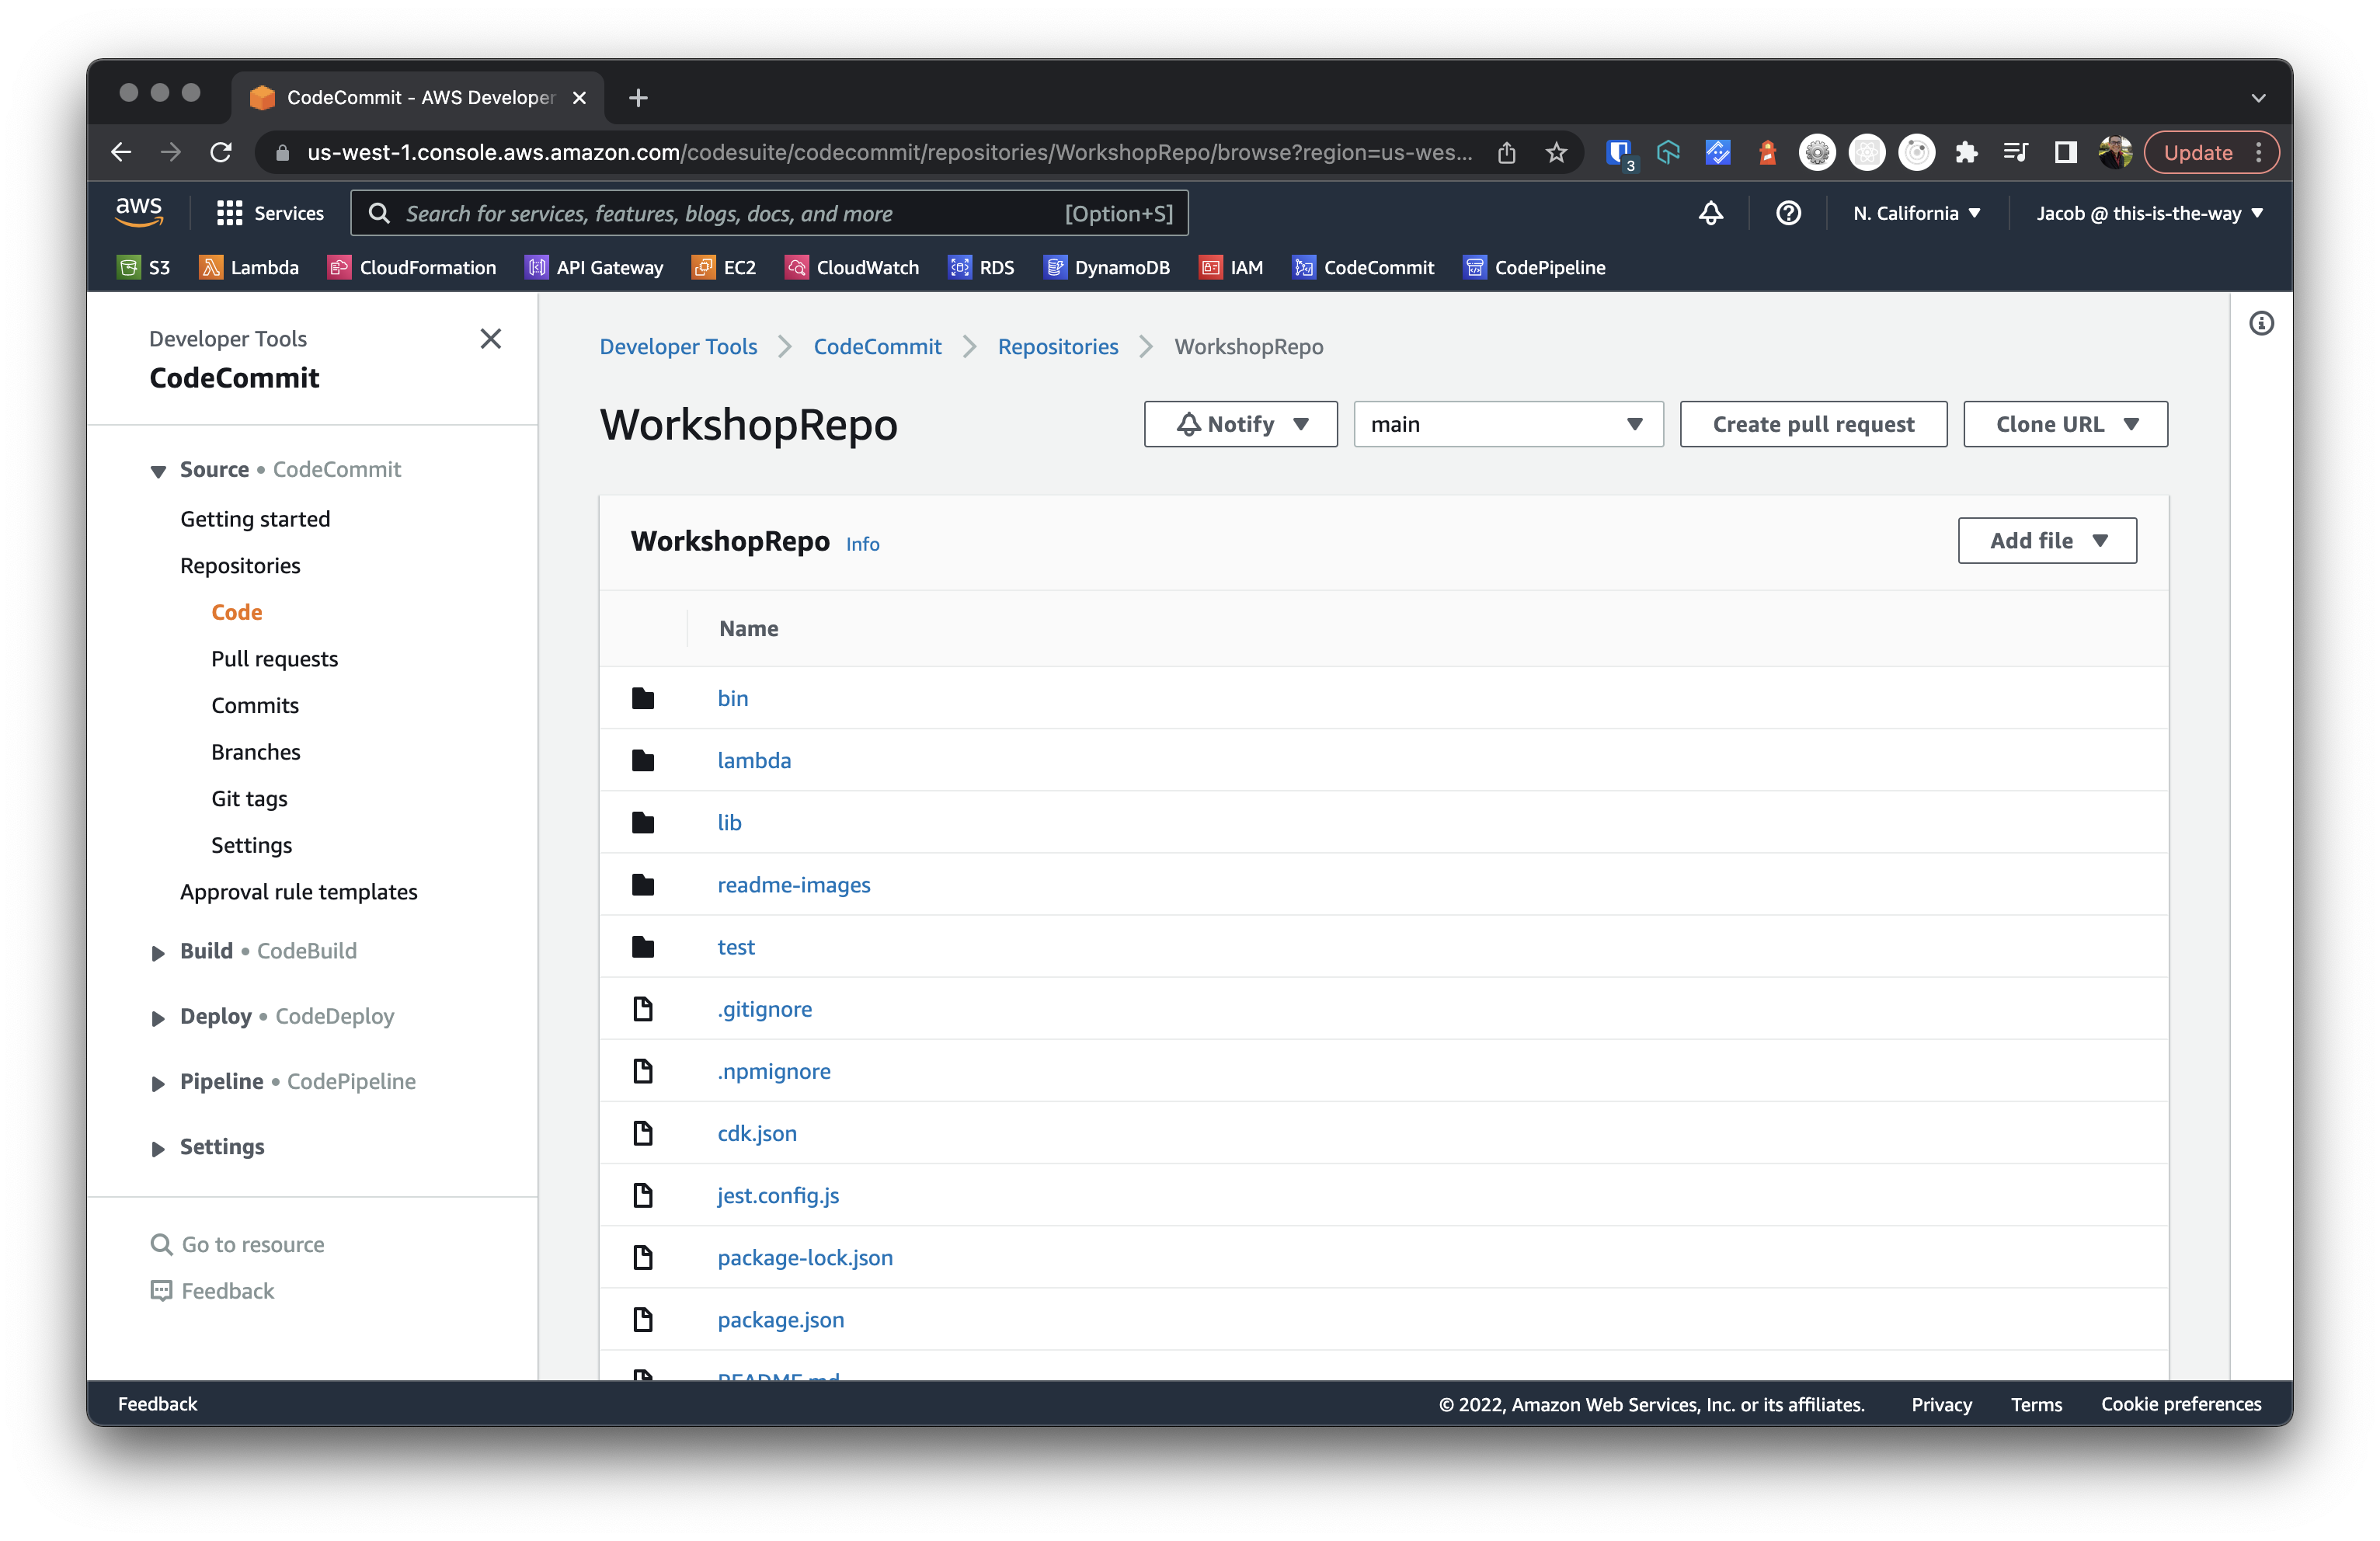 CodeCommit - AWS Developer
us-west-1.console.aws.amazon.com/codesuite/codecommit/repositories/WorkshopRepo/browse?region=us-wes...
3
Update
aws
Services
Search for services, features, blogs, docs, and more [Option+S]
N. California
Jacob @ this-is-the-way
S3 Lambda CloudFormation API Gateway EC2 CloudWatch RDS DynamoDB IAM CodeCommit CodePipeline
Developer Tools
CodeCommit
Source • CodeCommit
Getting started
Repositories
Code
Pull requests
Commits
Branches
Git tags
Settings
Approval rule templates
Build • CodeBuild
Deploy • CodeDeploy
Pipeline • CodePipeline
Settings
Go to resource
Feedback
Developer Tools CodeCommit Repositories WorkshopRepo
WorkshopRepo
Notify
main
Create pull request
Clone URL
WorkshopRepo Info
Add file
Name
bin
lambda
lib
readme-images
test
.gitignore
.npmignore
cdk.json
jest.config.js
package-lock.json
package.json
README.md
Feedback
© 2022, Amazon Web Services, Inc. or its affiliates. Privacy Terms Cookie preferences